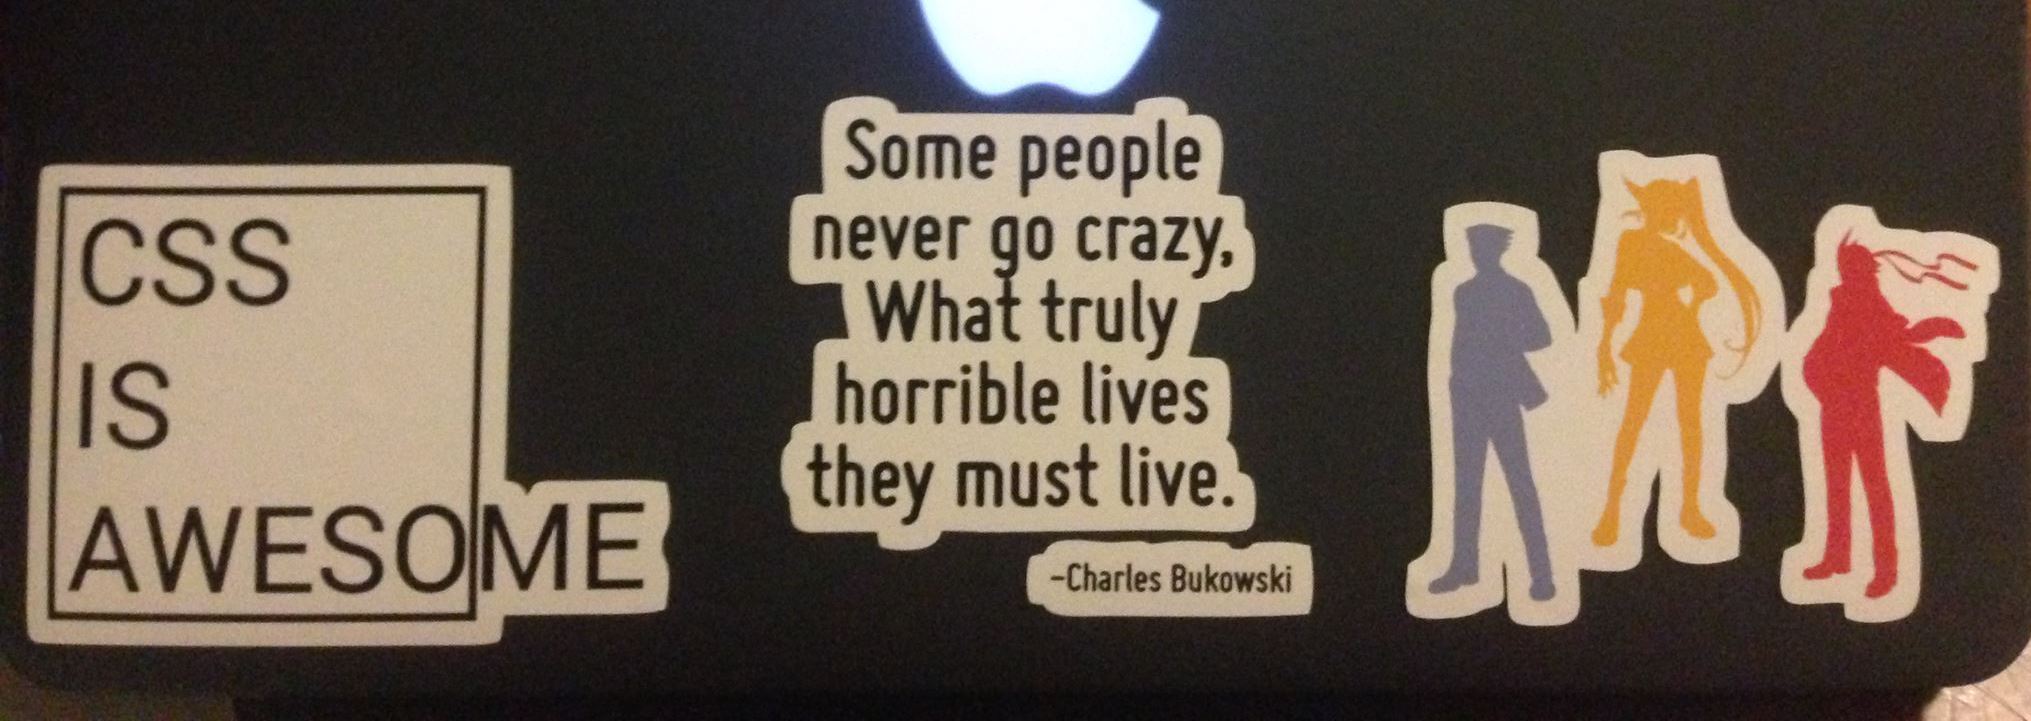 CSS
IS
AWESOME
Some people
never go crazy,
What truly
horrible lives
they must live.
-Charles Bukowski